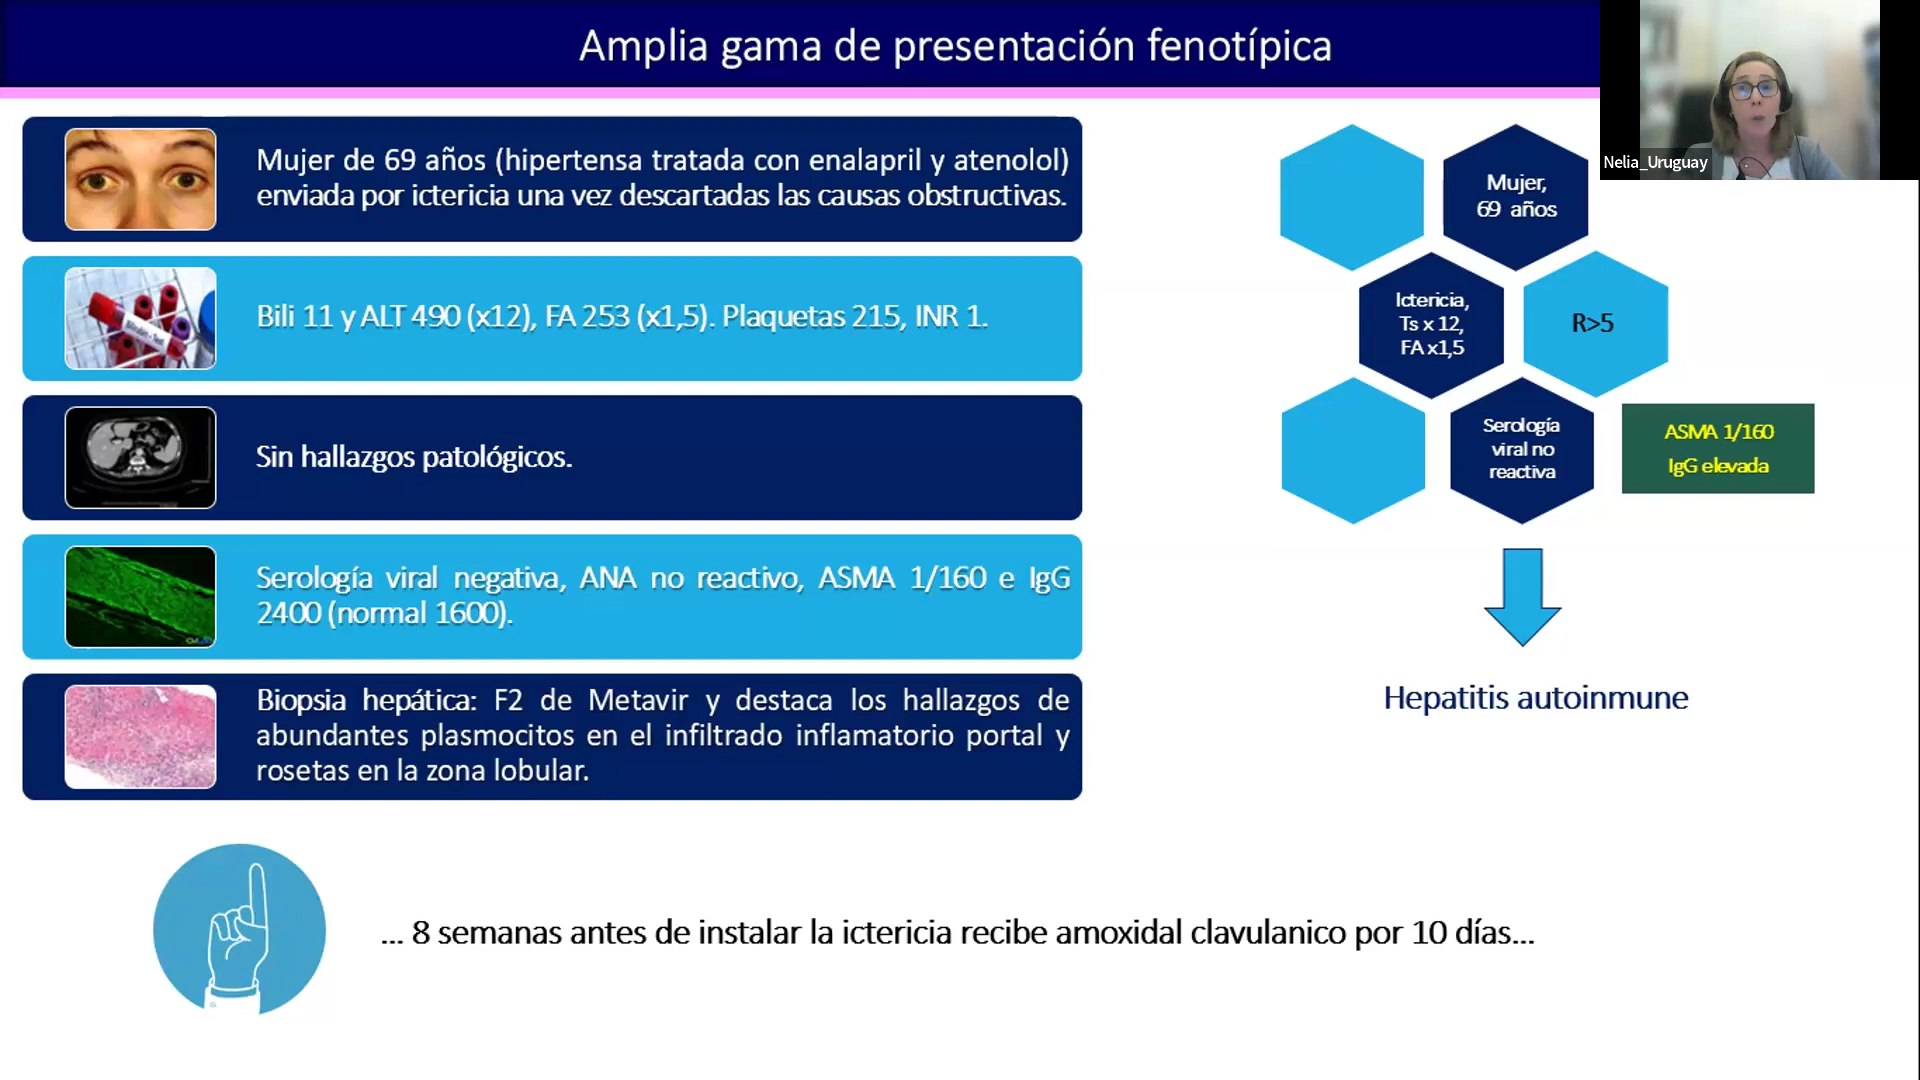 Amplia gama de presentación fenotípica
Nelia_Uruguay
Mujer de 69 años (hipertensa tratada con enalapril y atenolol)
enviada por ictericia una vez descartadas las causas obstructivas.
Bili 11 y ALT 490 (x12), FA 253 (x1,5). Plaquetas 215, INR 1.
Sin hallazgos patológicos.
Serología viral negativa, ANA no reactivo, ASMA 1/160 e IgG
2400 (normal 1600).
Biopsia hepática: F2 de Metavir y destaca los hallazgos de
abundantes plasmocitos en el infiltrado inflamatorio portal y
rosetas en la zona lobular.
Mujer,
69 años
Ictericia,
Ts x 12,
FA x1,5
R>5
Serología
viral no
reactiva
ASMA 1/160
IgG elevada
Hepatitis autoinmune
... 8 semanas antes de instalar la ictericia recibe amoxidal clavulanico por 10 días...